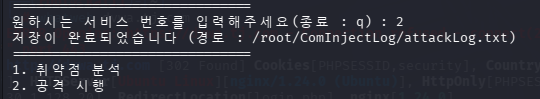 ================================
원하시는 서비스 번호를 입력해주세요(종료 : q) : 2
저장이 완료되었습니다 (경로 : /root/ComInjectLog/attackLog.txt)
================================
1. 취약점 분석
2. 공격 시행